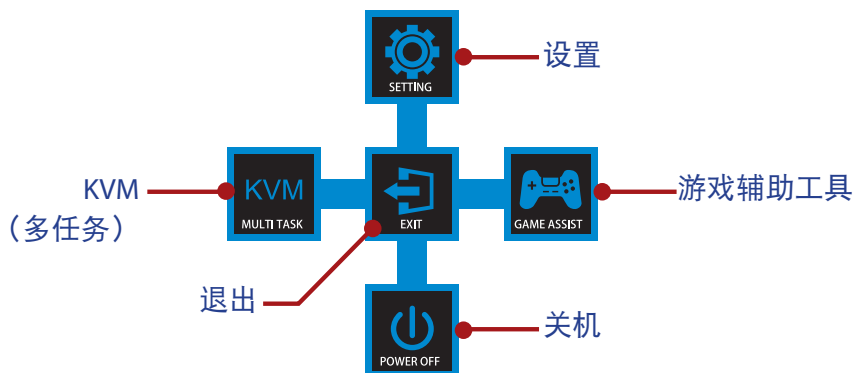 设置
SETTING
KVM
（多任务）
KVM
MULTI TASK
EXIT
GAME ASSIST
游戏辅助工具
退出
POWER OFF
关机